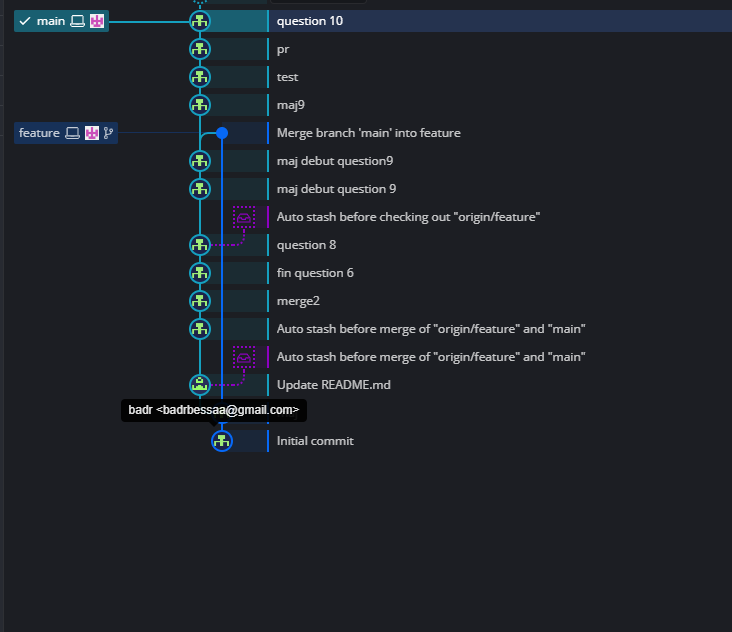 main
question 10
pr
test
maj9
feature
Merge branch 'main' into feature
maj debut question9
maj debut question 9
Auto stash before checking out "origin/feature"
question 8
fin question 6
merge2
Auto stash before merge of "origin/feature" and "main"
Auto stash before merge of "origin/feature" and "main"
Update README.md
badr <badrbessaa@gmail.com>
Initial commit